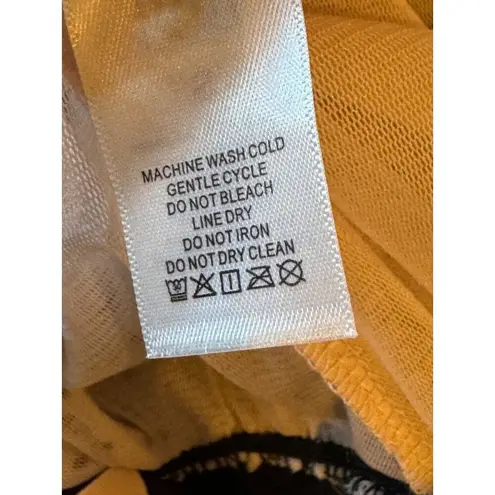 MACHINE WASH COLD
GENTLE CYCLE
DO NOT BLEACH
LINE DRY
DO NOT IRON
DO NOT DRY CLEAN